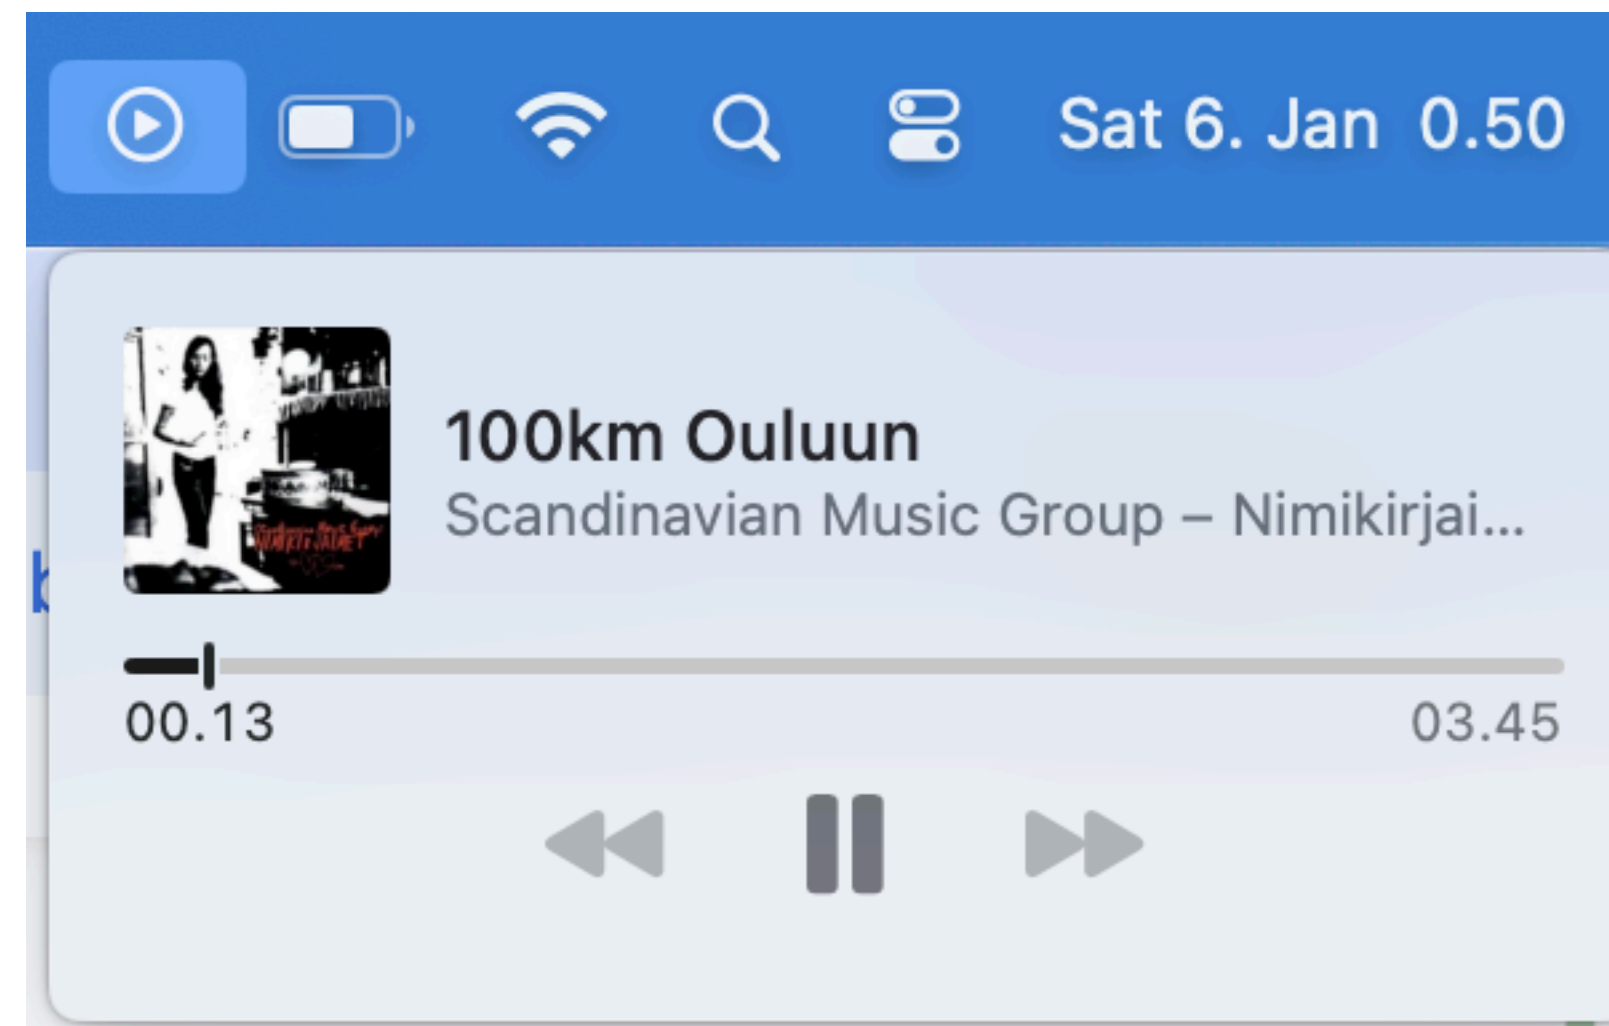 Sat 6. Jan 0.50
100km Ouluun
Scandinavian Music Group – Nimikirjai...
00.13
03.45